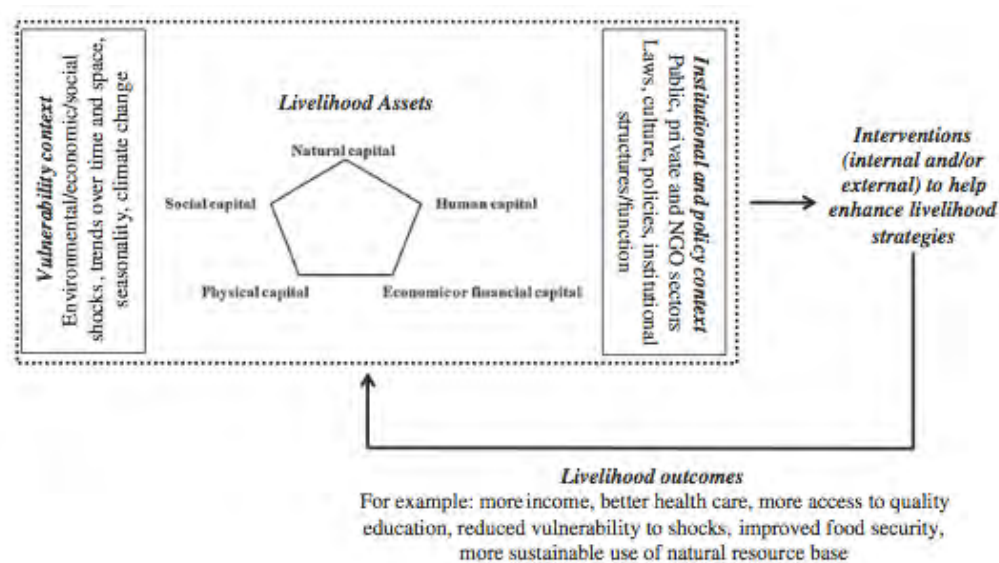 Vulnerability context
Environmental/economic/social
shocks, trends over time and space,
seasonality, climate change
Livelihood Assets
Natural capital
Social capital
Human capital
Physical capital
Economicor financial capital
Institutional and policy context
Public, private and NGO sectors
Laws, culture, policies, institutional
structures/function
Interventions
(internal and/or
external) to help
enhance livelihood
strategies
Livelihood outcomes
For example: more income, better health care, more access to quality
education, reduced vulnerability to shocks, improved food security,
more sustainable use of natural resource base